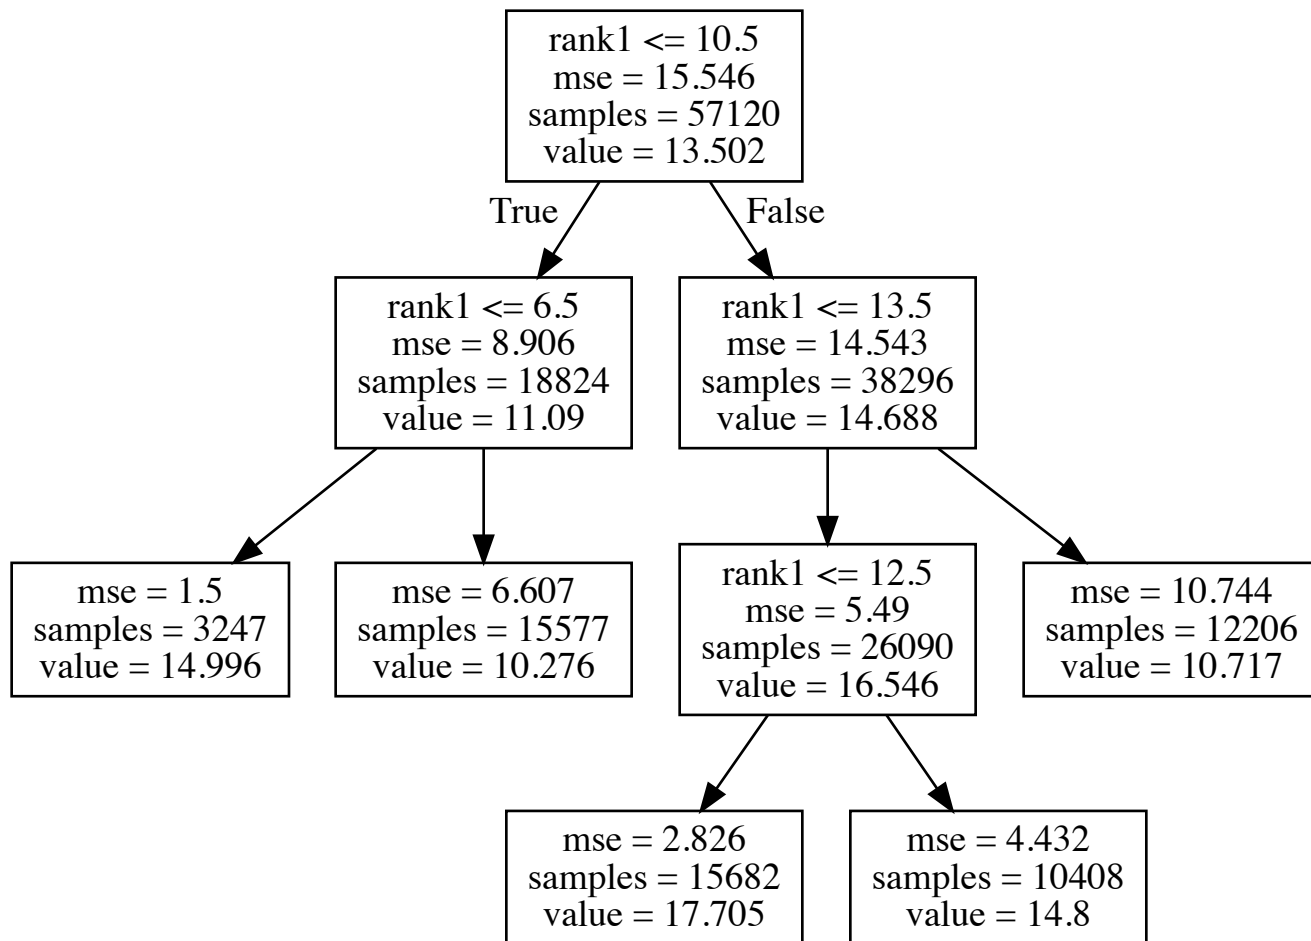 rank1 <= 10.5
mse = 15.546
samples = 57120
value = 13.502
True
False
rank1 <= 6.5
mse = 8.906
samples = 18824
value = 11.09
rank1 <= 13.5
mse = 14.543
samples = 38296
value = 14.688
mse = 1.5
samples = 3247
value = 14.996
mse = 6.607
samples = 15577
value = 10.276
rank1 <= 12.5
mse = 5.49
samples = 26090
value = 16.546
mse = 10.744
samples = 12206
value = 10.717
mse = 2.826
samples = 15682
value = 17.705
mse = 4.432
samples = 10408
value = 14.8